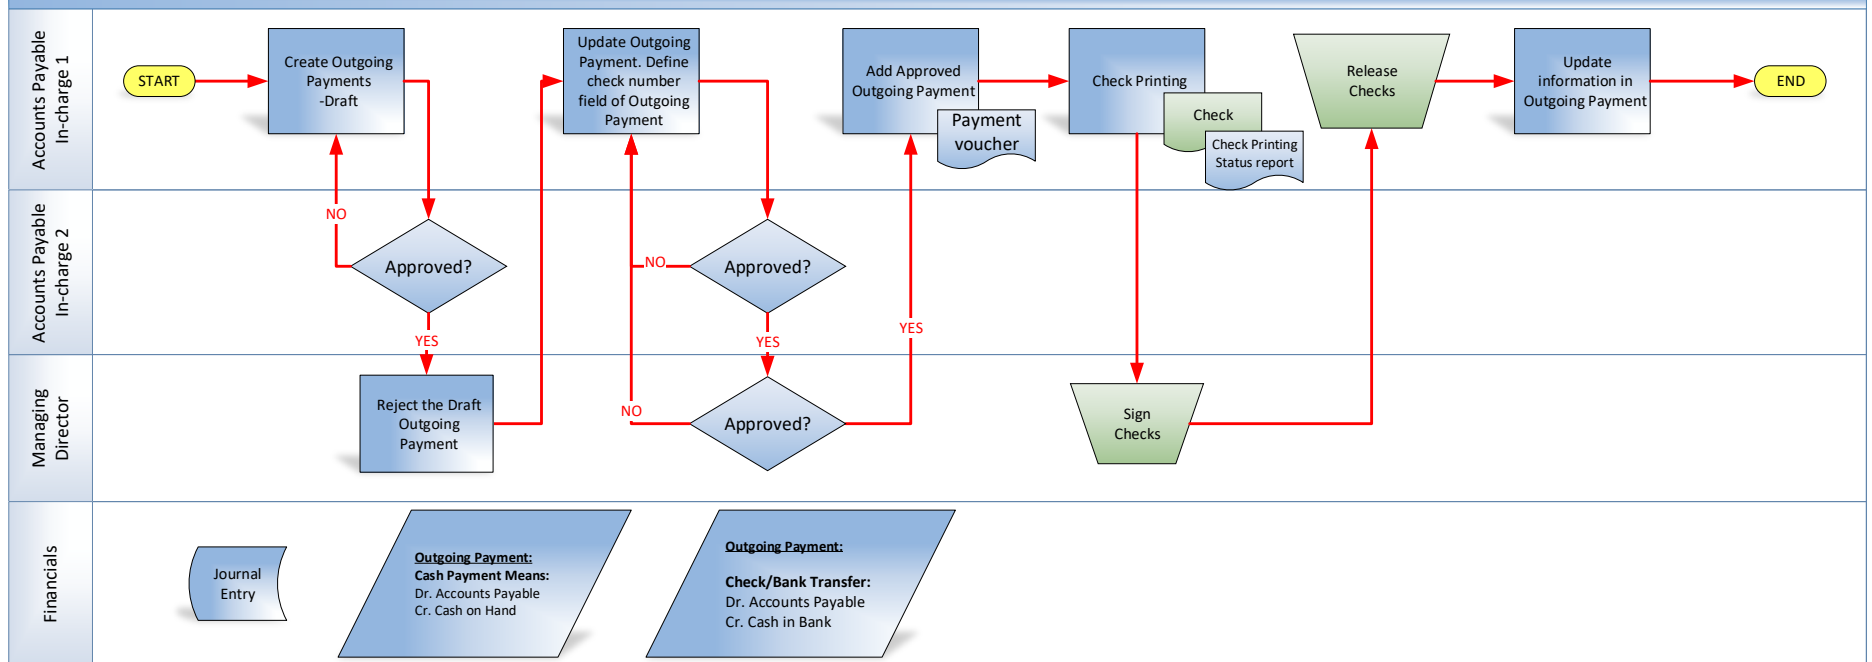 Accounts Payable
In-charge 1
START
Create Outgoing
Payments
-Draft
Update Outgoing
Payment. Define
check number
field of Outgoing
Payment
Add Approved
Outgoing Payment
Payment
voucher
Check Printing
Check
Check Printing
Status report
Release
Checks
Update
information in
Outgoing Payment
END
Accounts Payable
In-charge 2
NO
Approved?
YES
NO
Approved?
YES
YES
Managing
Director
Reject the Draft
Outgoing
Payment
NO
Approved?
Sign
Checks
Financials
Journal
Entry
Outgoing Payment:
Cash Payment Means:
Dr. Accounts Payable
Cr. Cash on Hand
Outgoing Payment:
Check/Bank Transfer:
Dr. Accounts Payable
Cr. Cash in Bank